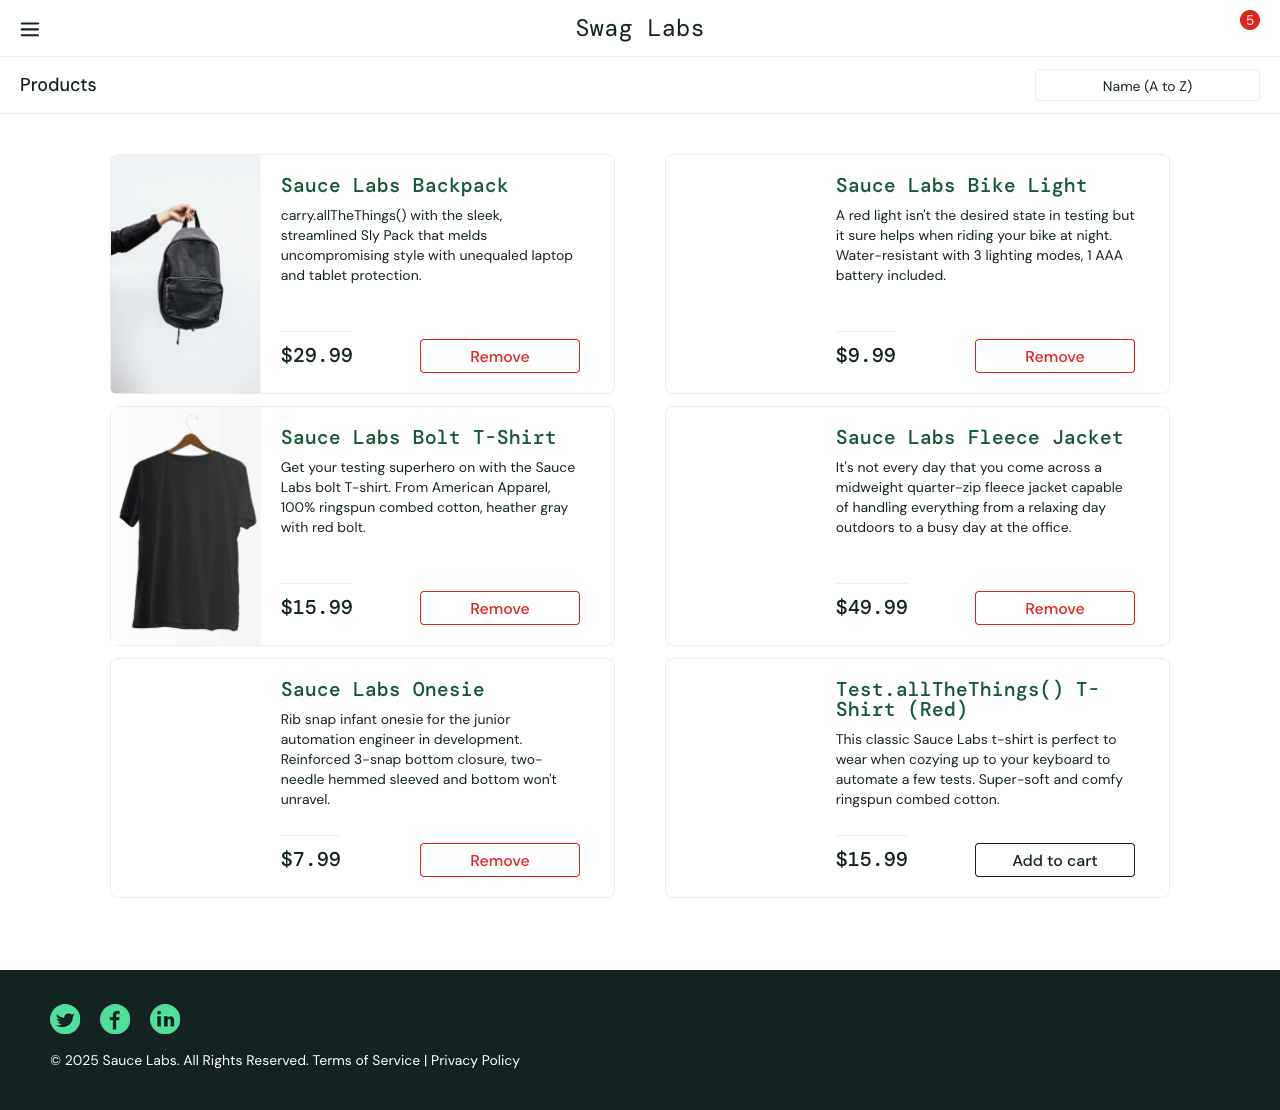 Swag Labs
5
Products
Name (A to Z)
Sauce Labs Backpack
carry.allTheThings() with the sleek,
streamlined Sly Pack that melds
uncompromising style with unequaled laptop
and tablet protection.
$29.99
Remove
Sauce Labs Bike Light
A red light isn't the desired state in testing but
it sure helps when riding your bike at night.
Water-resistant with 3 lighting modes, 1 AAA
battery included.
$9.99
Remove
Sauce Labs Bolt T-Shirt
Get your testing superhero on with the Sauce
Labs bolt T-shirt. From American Apparel,
100% ringspun combed cotton, heather gray
with red bolt.
$15.99
Remove
Sauce Labs Fleece Jacket
It's not every day that you come across a
midweight quarter-zip fleece jacket capable
of handling everything from a relaxing day
outdoors to a busy day at the office.
$49.99
Remove
Sauce Labs Onesie
Rib snap infant onesie for the junior
automation engineer in development.
Reinforced 3-snap bottom closure, two-
needle hemmed sleeved and bottom won't
unravel.
$7.99
Remove
Test.allTheThings() T-
Shirt (Red)
This classic Sauce Labs t-shirt is perfect to
wear when cozying up to your keyboard to
automate a few tests. Super-soft and comfy
ringspun combed cotton.
$15.99
Add to cart
© 2025 Sauce Labs. All Rights Reserved. Terms of Service | Privacy Policy